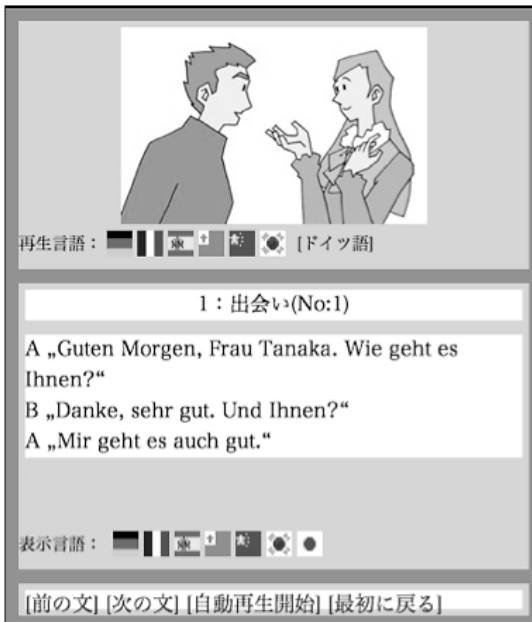 再生言語： [ドイツ語]
1：出会い(No:1)
A „Guten Morgen, Frau Tanaka. Wie geht es
Ihnen?“
B „Danke, sehr gut. Und Ihnen?“
A „Mir geht es auch gut.“
表示言語：
[前の文] [次の文] [自動再生開始] [最初に戻る]